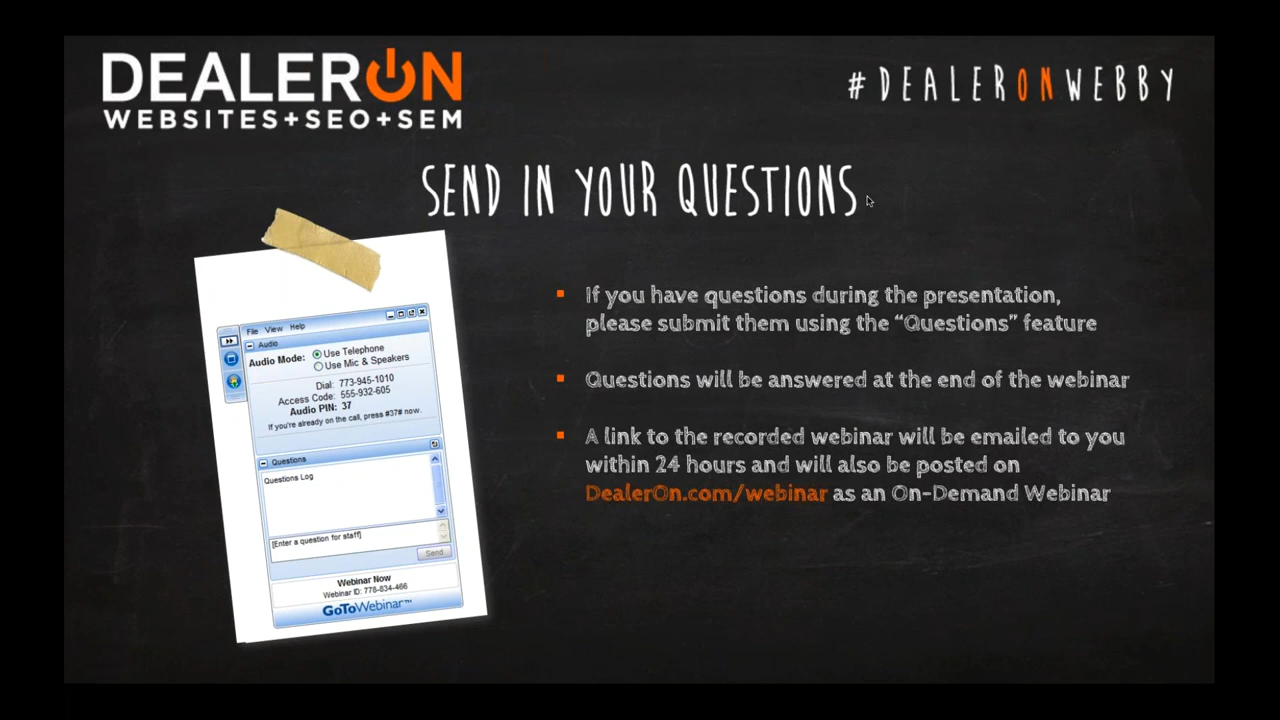 DEALERON
WEBSITES+SEO+SEM
#DEALERONWEBBY
SEND IN YOUR QUESTIONS
File View Help
Audio
Audio Mode: Use Telephone
Use Mic & Speakers
Dial: 773-945-1010
Access Code: 555-932-605
Audio PIN: 37
If you're already on the call, press #37# now.
Questions
Questions Log
[Enter a question for staff]
Send
Webinar Now
Webinar ID: 778-834-466
GoToWebinar™
If you have questions during the presentation,
please submit them using the “Questions” feature
Questions will be answered at the end of the webinar
A link to the recorded webinar will be emailed to you
within 24 hours and will also be posted on
DealerOn.com/webinar as an On-Demand Webinar